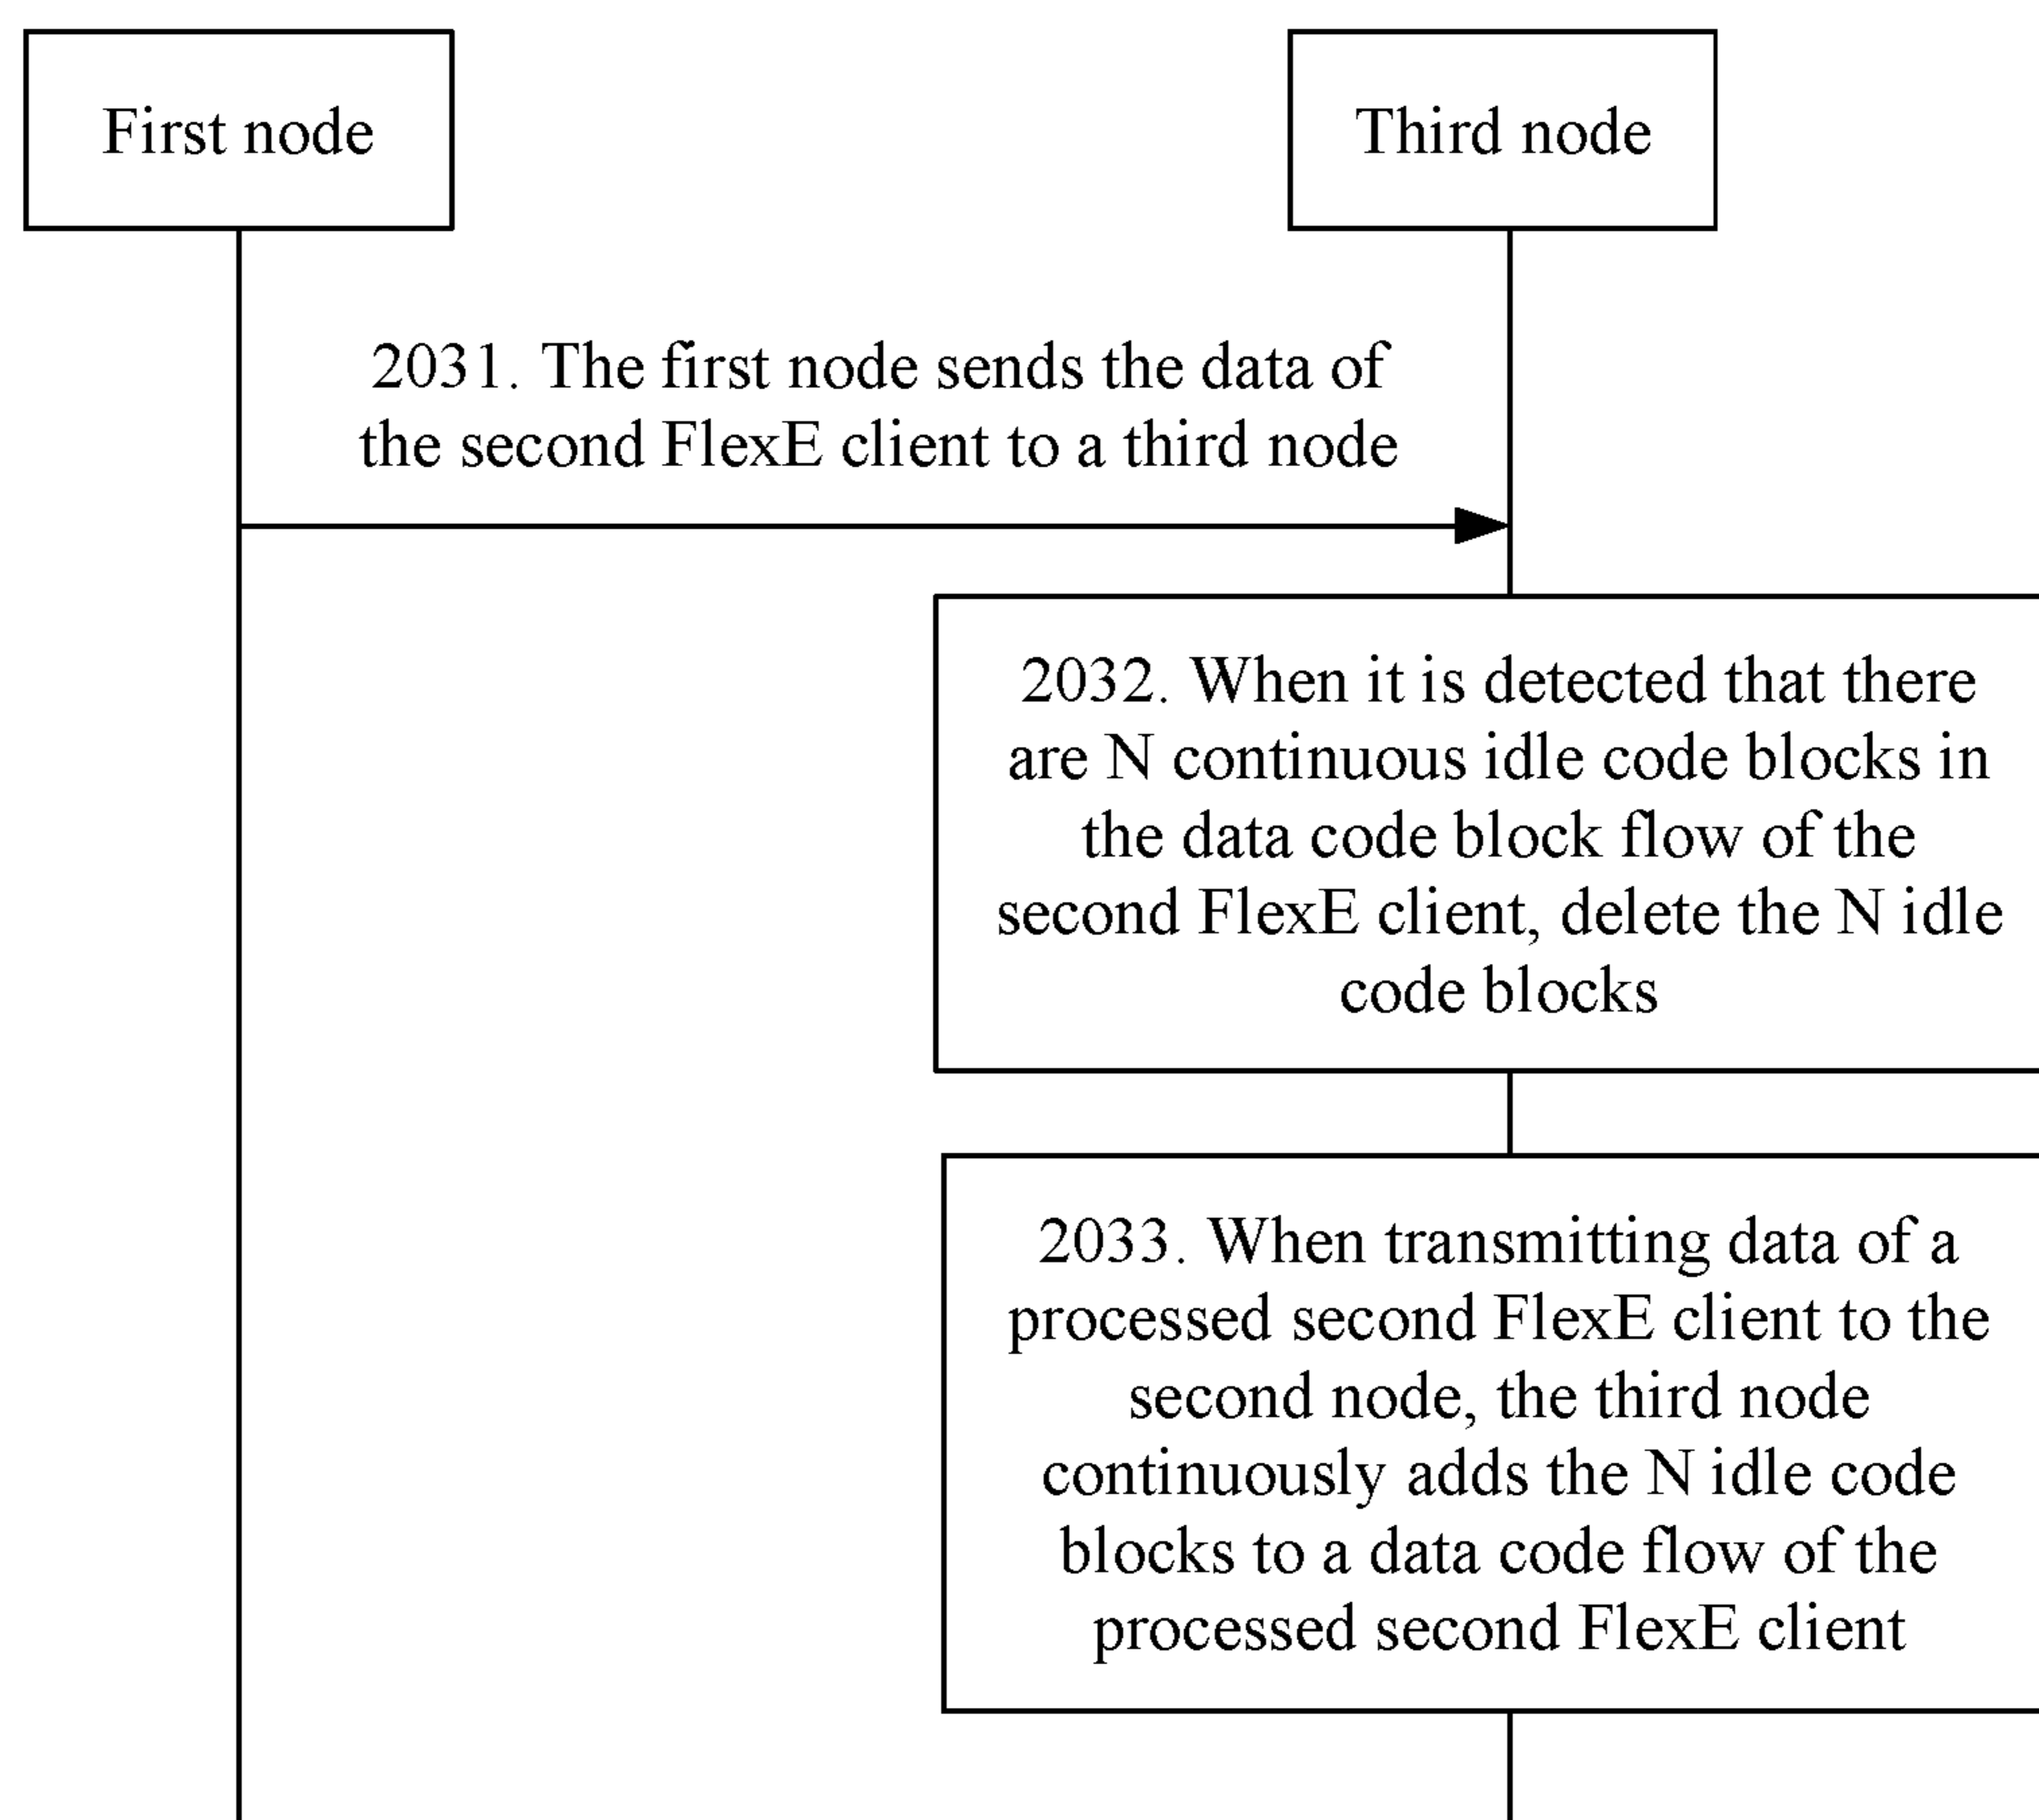 First node
Third node
2031. The first node sends the data of
the second FlexE client to a third node
2032. When it is detected that there
are N continuous idle code blocks in
the data code block flow of the
second FlexE client, delete the N idle
code blocks
2033. When transmitting data of a
processed second FlexE client to the
second node, the third node
continuously adds the N idle code
blocks to a data code flow of the
processed second FlexE client